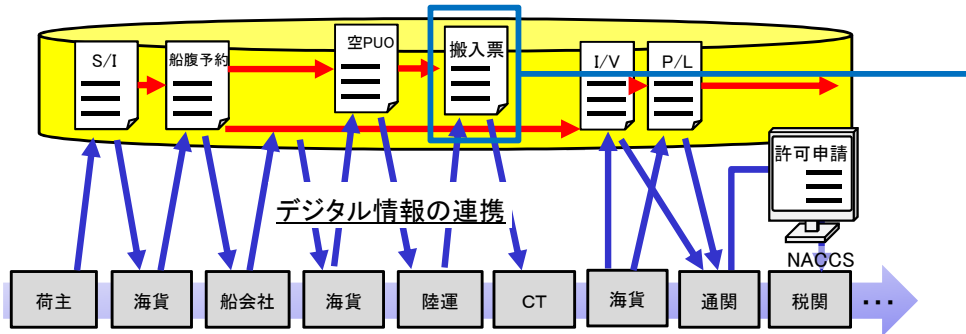 S/I
船腹予約
空PUO
搬入票
I/V
P/L
許可申請
デジタル情報の連携
NACCS
荷主
海貨
船会社
海貨
陸運
CT
海貨
通関
税関
・・・